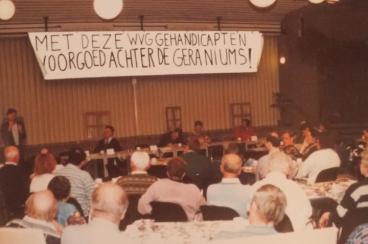 MET DEZE WVG GEHANDICAPTEN
VOORGOED ACHTER DE GERANIUMS!